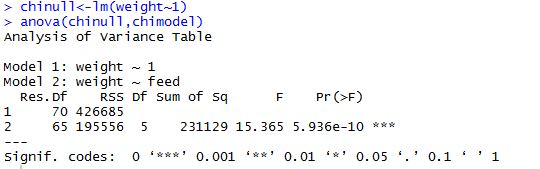 > chinull<-lm(weight~1)
> anova(chinull,chimodel)
Analysis of Variance Table

Model 1: weight ~ 1
Model 2: weight ~ feed
  Res.Df    RSS Df Sum of Sq      F    Pr(>F)
1     70 426685
2     65 195556  5    231129 15.365 5.936e-10 ***
---
Signif. codes:  0 ‘***’ 0.001 ‘**’ 0.01 ‘*’ 0.05 ‘.’ 0.1 ‘ ’ 1